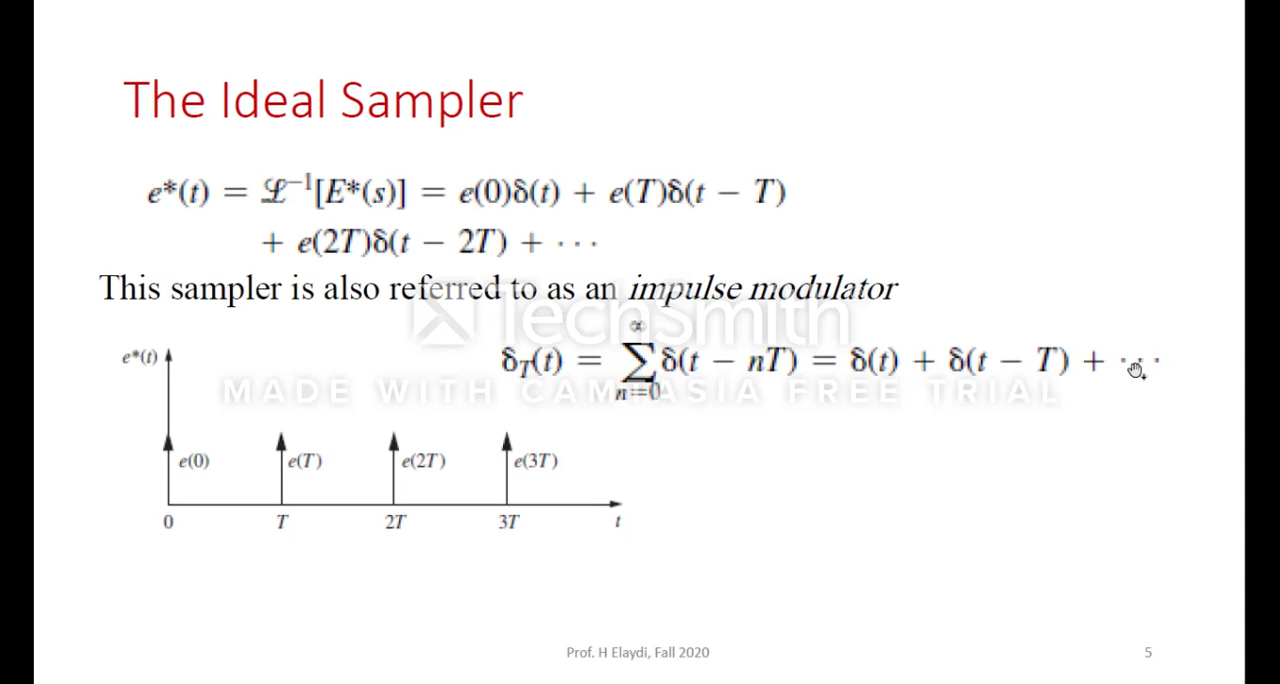 The Ideal Sampler
e*(t) = ℒ⁻¹[E*(s)] = e(0)δ(t) + e(T)δ(t − T)
+ e(2T)δ(t − 2T) + · · ·
This sampler is also referred to as an impulse modulator
TechSmith
δ_T(t) = ∑_{n=0}^{∞} δ(t − nT) = δ(t) + δ(t − T) + · · ·
MADE WITH CAMTASIA FREE TRIAL
e*(t)
e(0) e(T) e(2T) e(3T)
0 T 2T 3T t
Prof. H Elaydi, Fall 2020 5